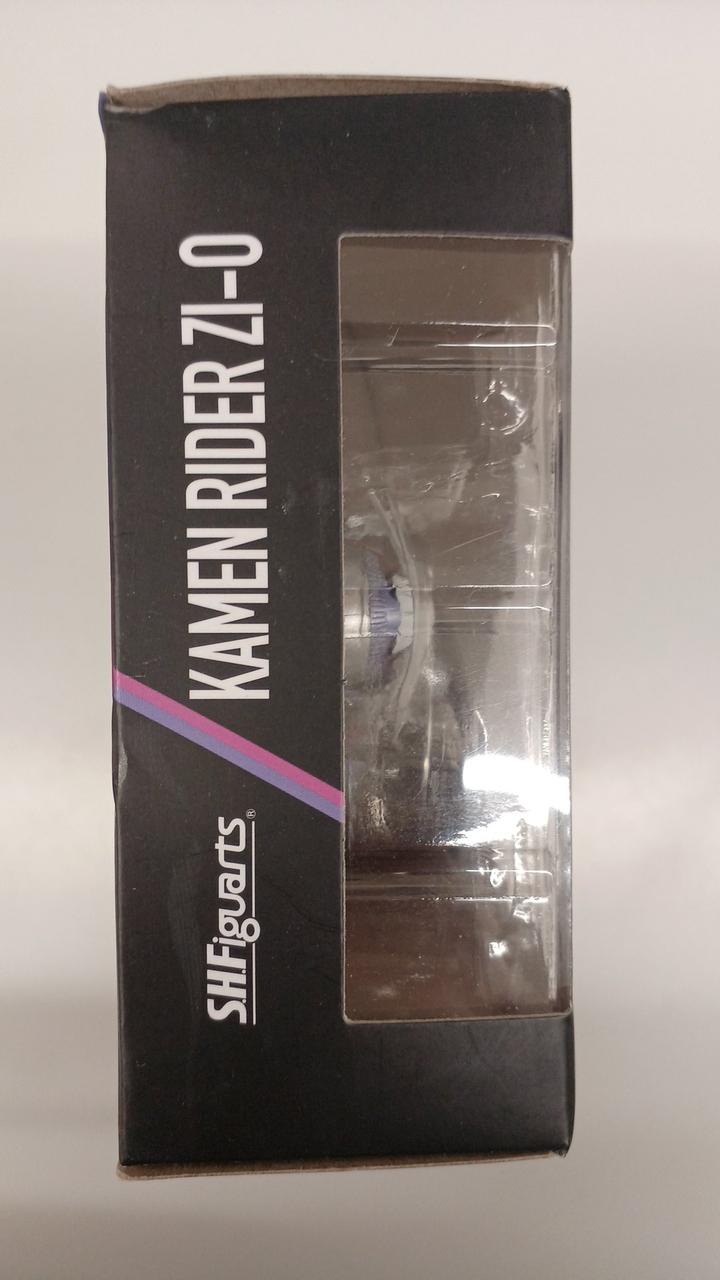 S.H.Figuarts®
KAMEN RIDER ZI-O